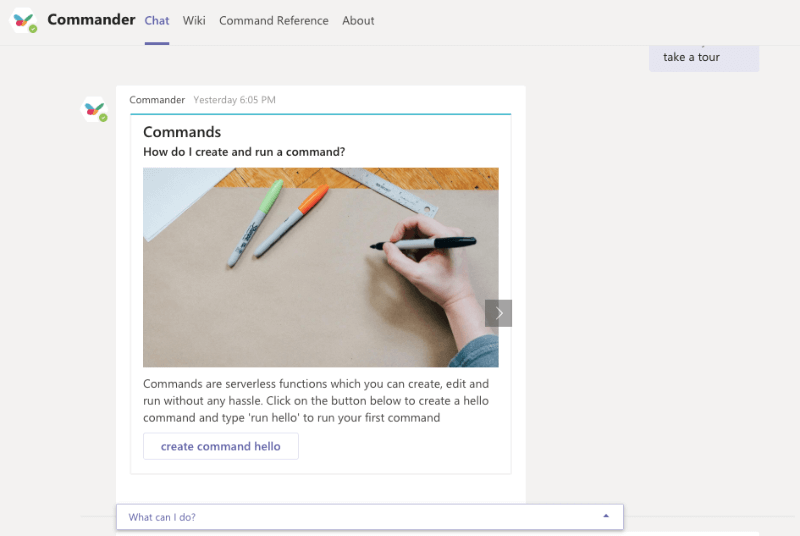 Commander Chat Wiki Command Reference About
take a tour
Commander Yesterday 6:05 PM
Commands
How do I create and run a command?
Commands are serverless functions which you can create, edit and
run without any hassle. Click on the button below to create a hello
command and type 'run hello' to run your first command
create command hello
What can I do?